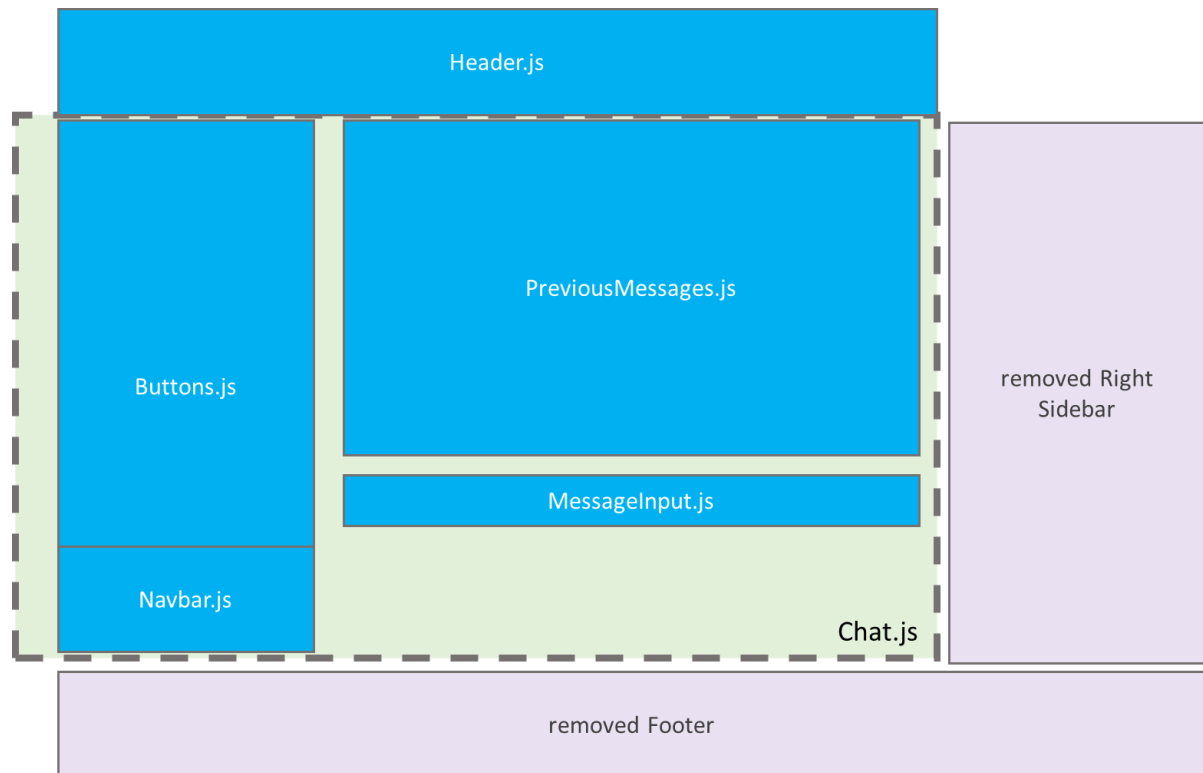 Header.js
PreviousMessages.js
Buttons.js
removed Right
Sidebar
MessageInput.js
Navbar.js
Chat.js
removed Footer